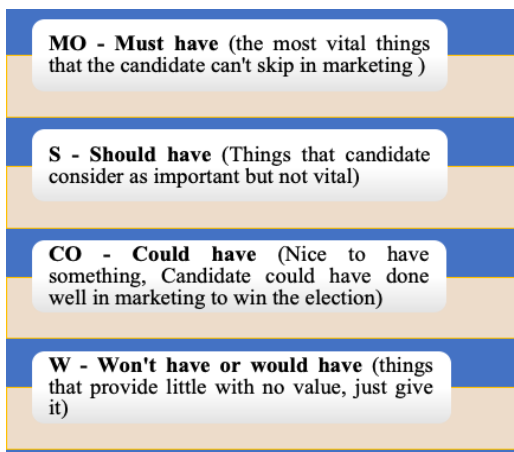 MO - Must have (the most vital things
that the candidate can't skip in marketing )
S - Should have (Things that candidate
consider as important but not vital)
CO - Could have (Nice to have
something, Candidate could have done
well in marketing to win the election)
W - Won't have or would have (things
that provide little with no value, just give
it)